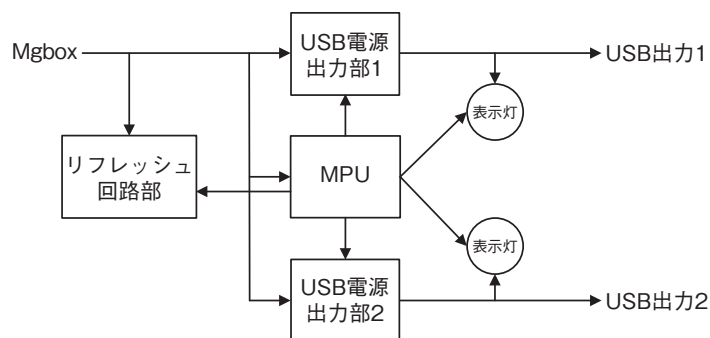 Mgbox
USB電源
出力部1
USB出力1
表示灯
リフレッシュ
回路部
MPU
表示灯
USB電源
出力部2
USB出力2